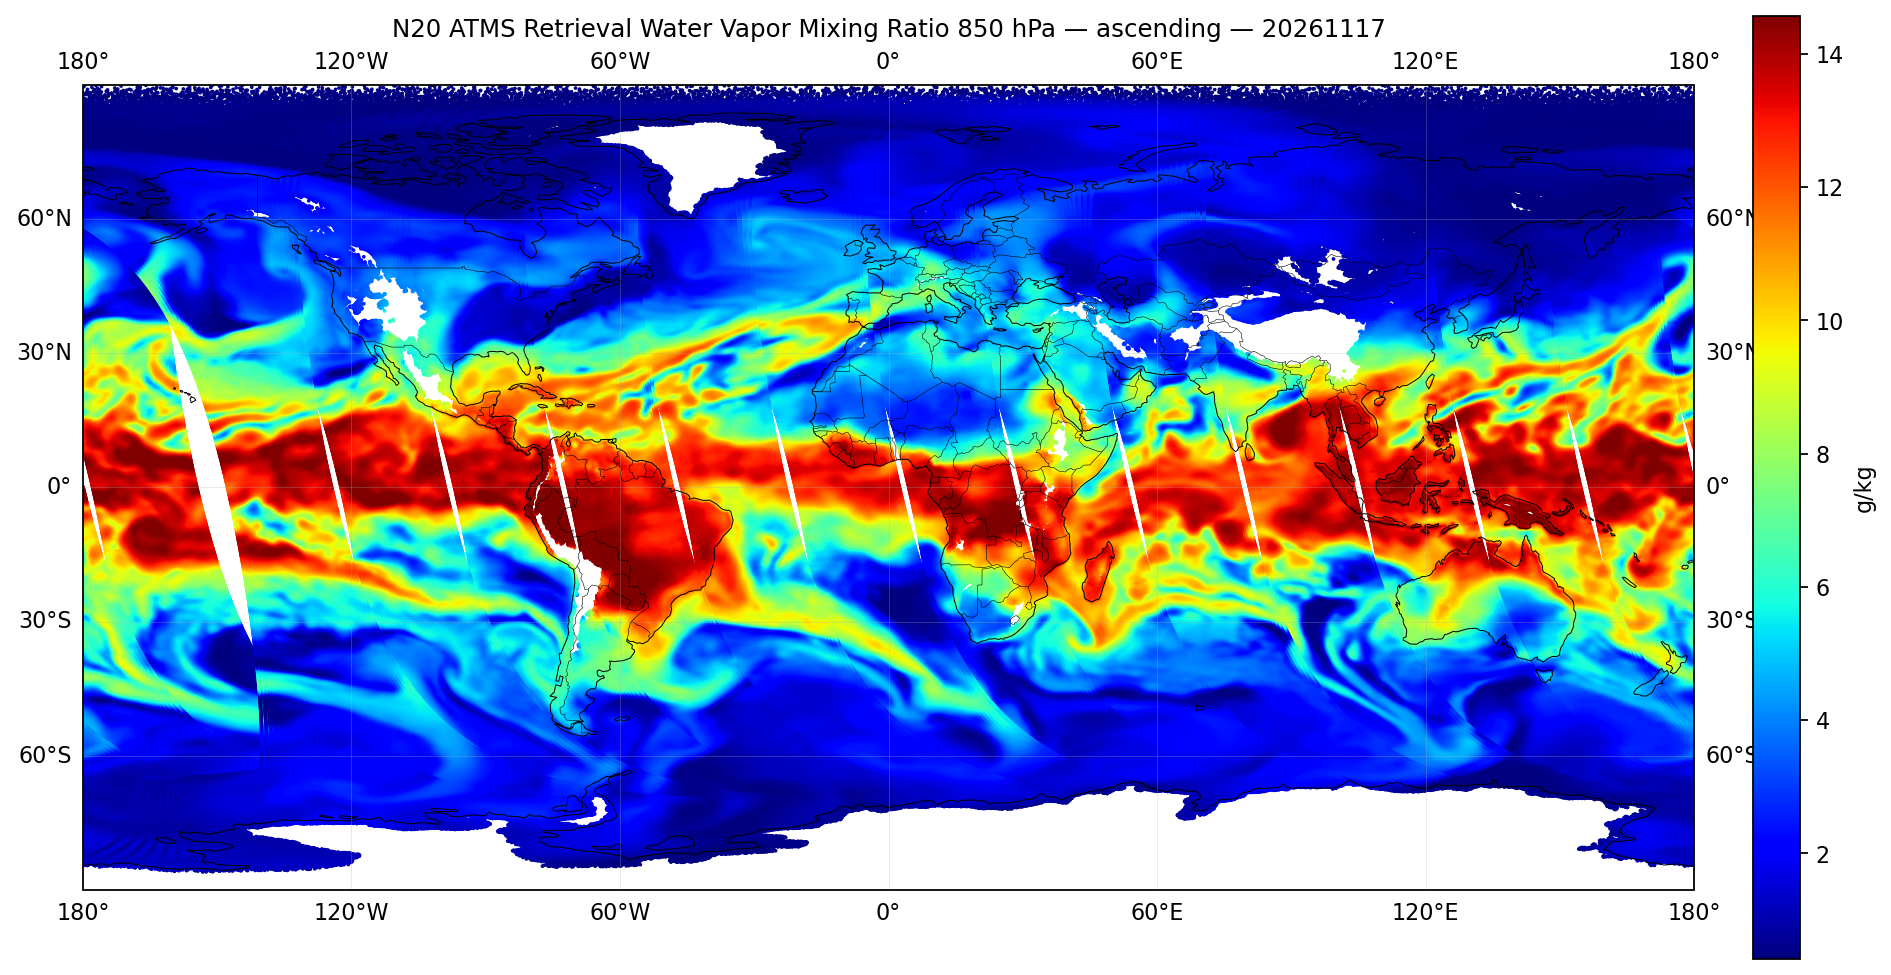 N20 ATMS Retrieval Water Vapor Mixing Ratio 850 hPa — ascending — 20261117
180° 120°W 60°W 0° 60°E 120°E 180°
60°N 60°N
30°N 30°N
0° 0°
30°S 30°S
60°S 60°S
180° 120°W 60°W 0° 60°E 120°E 180°
14
12
10
8
6
4
2
g/kg